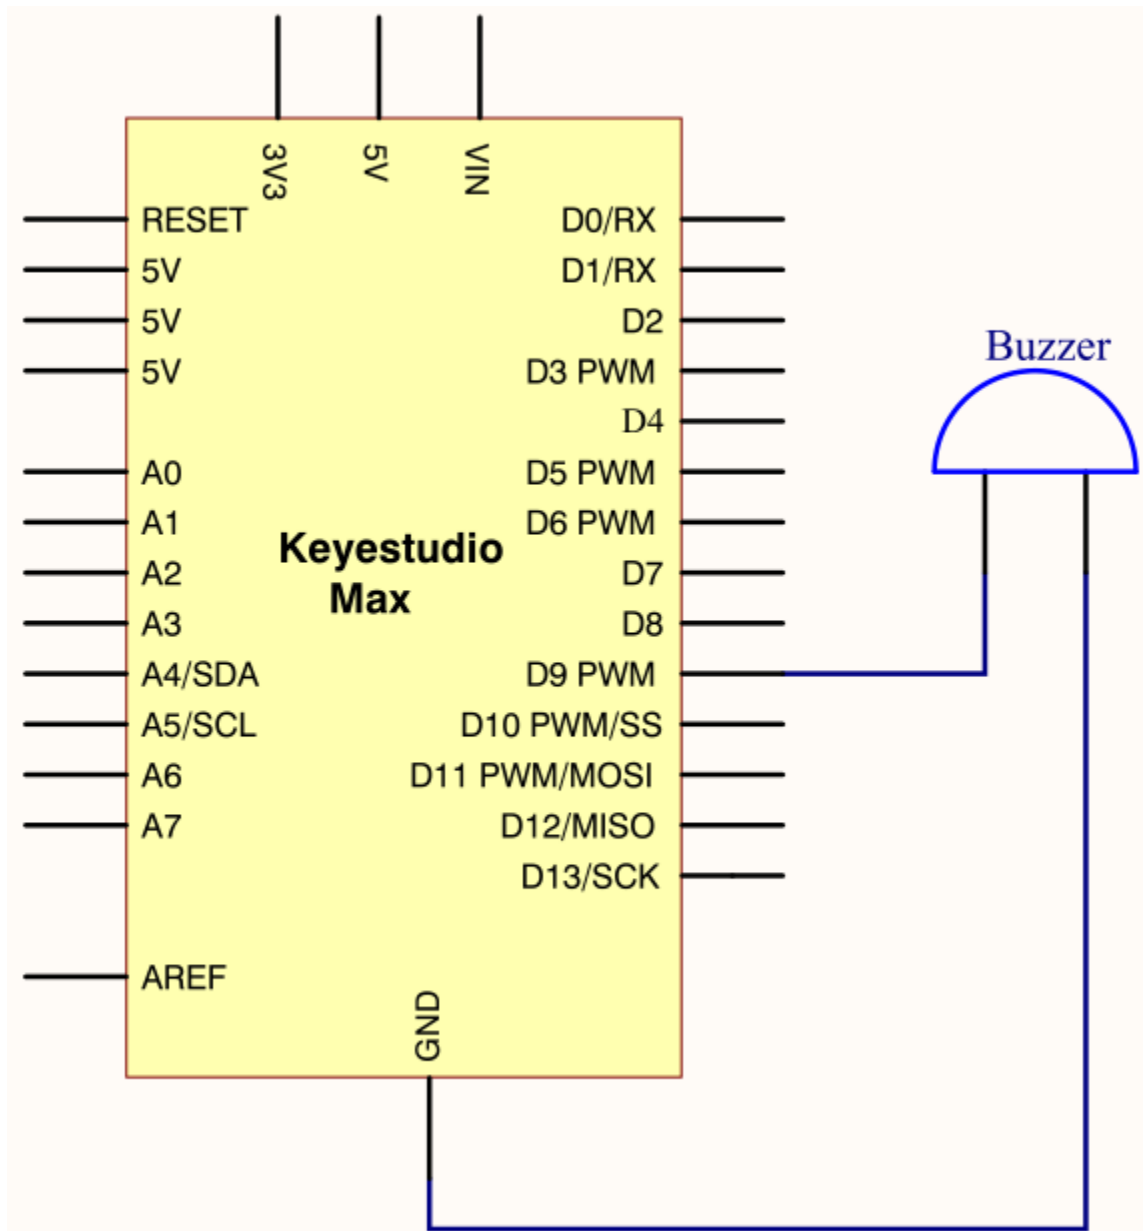 3V3
5V
VIN
RESET
D0/RX
5V
D1/RX
5V
D2
5V
D3 PWM
Buzzer
D4
A0
D5 PWM
A1
D6 PWM
Keyestudio
Max
A2
D7
A3
D8
A4/SDA
D9 PWM
A5/SCL
D10 PWM/SS
A6
D11 PWM/MOSI
A7
D12/MISO
D13/SCK
AREF
GND